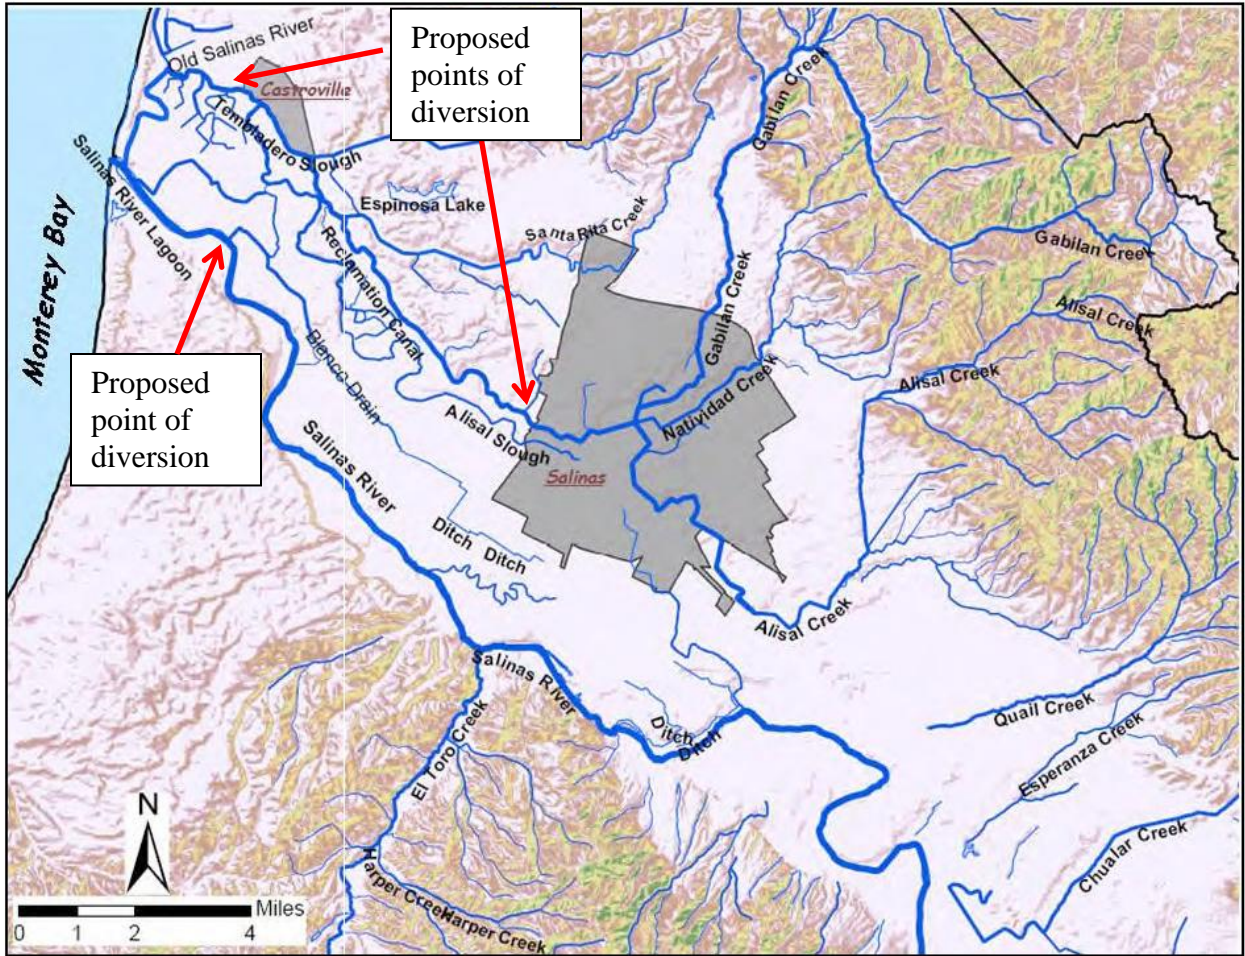 Old Salinas River
Castroville
Proposed
points of
diversion
Tembladero Slough
Gabilan Creek
Salinas River Lagoon
Espinosa Lake
Santa Rita Creek
Monterey Bay
Reclamation Canal
Gabilan Creek
Gabilan Creek
Alisal Creek
Blanco Drain
Proposed
point of
diversion
Alisal Creek
Natividad Creek
Alisal Slough
Salinas
Salinas River
Ditch Ditch
Alisal Creek
Salinas River
Quail Creek
Ditch
Ditch
Esperanza Creek
El Toro Creek
N
Chualar Creek
Harper Creek
Harper Creek
Miles
0 1 2 4